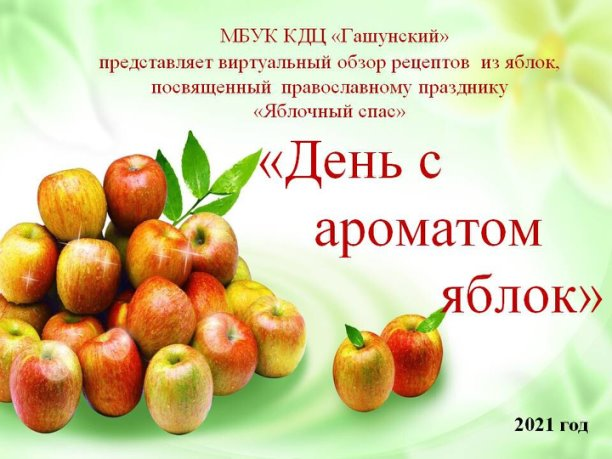 МБУК КДЦ «Гашунский»
представляет виртуальный обзор рецептов из яблок,
посвященный православному празднику
«Яблочный спас»
«День с
ароматом
яблок»
2021 год